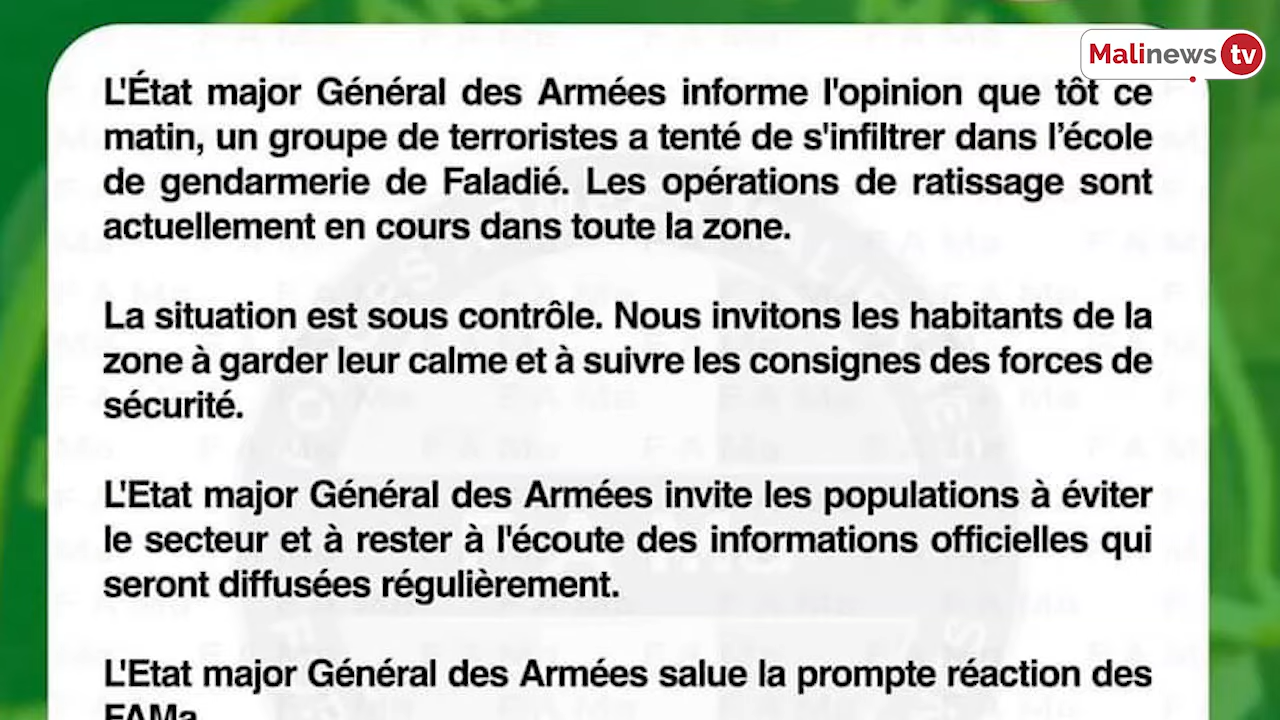 Malinews tv
L'État major Général des Armées informe l'opinion que tôt ce
matin, un groupe de terroristes a tenté de s'infiltrer dans l’école
de gendarmerie de Faladié. Les opérations de ratissage sont
actuellement en cours dans toute la zone.
La situation est sous contrôle. Nous invitons les habitants de la
zone à garder leur calme et à suivre les consignes des forces de
sécurité.
L'Etat major Général des Armées invite les populations à éviter
le secteur et à rester à l'écoute des informations officielles qui
seront diffusées régulièrement.
L'Etat major Général des Armées salue la prompte réaction des
FAMa